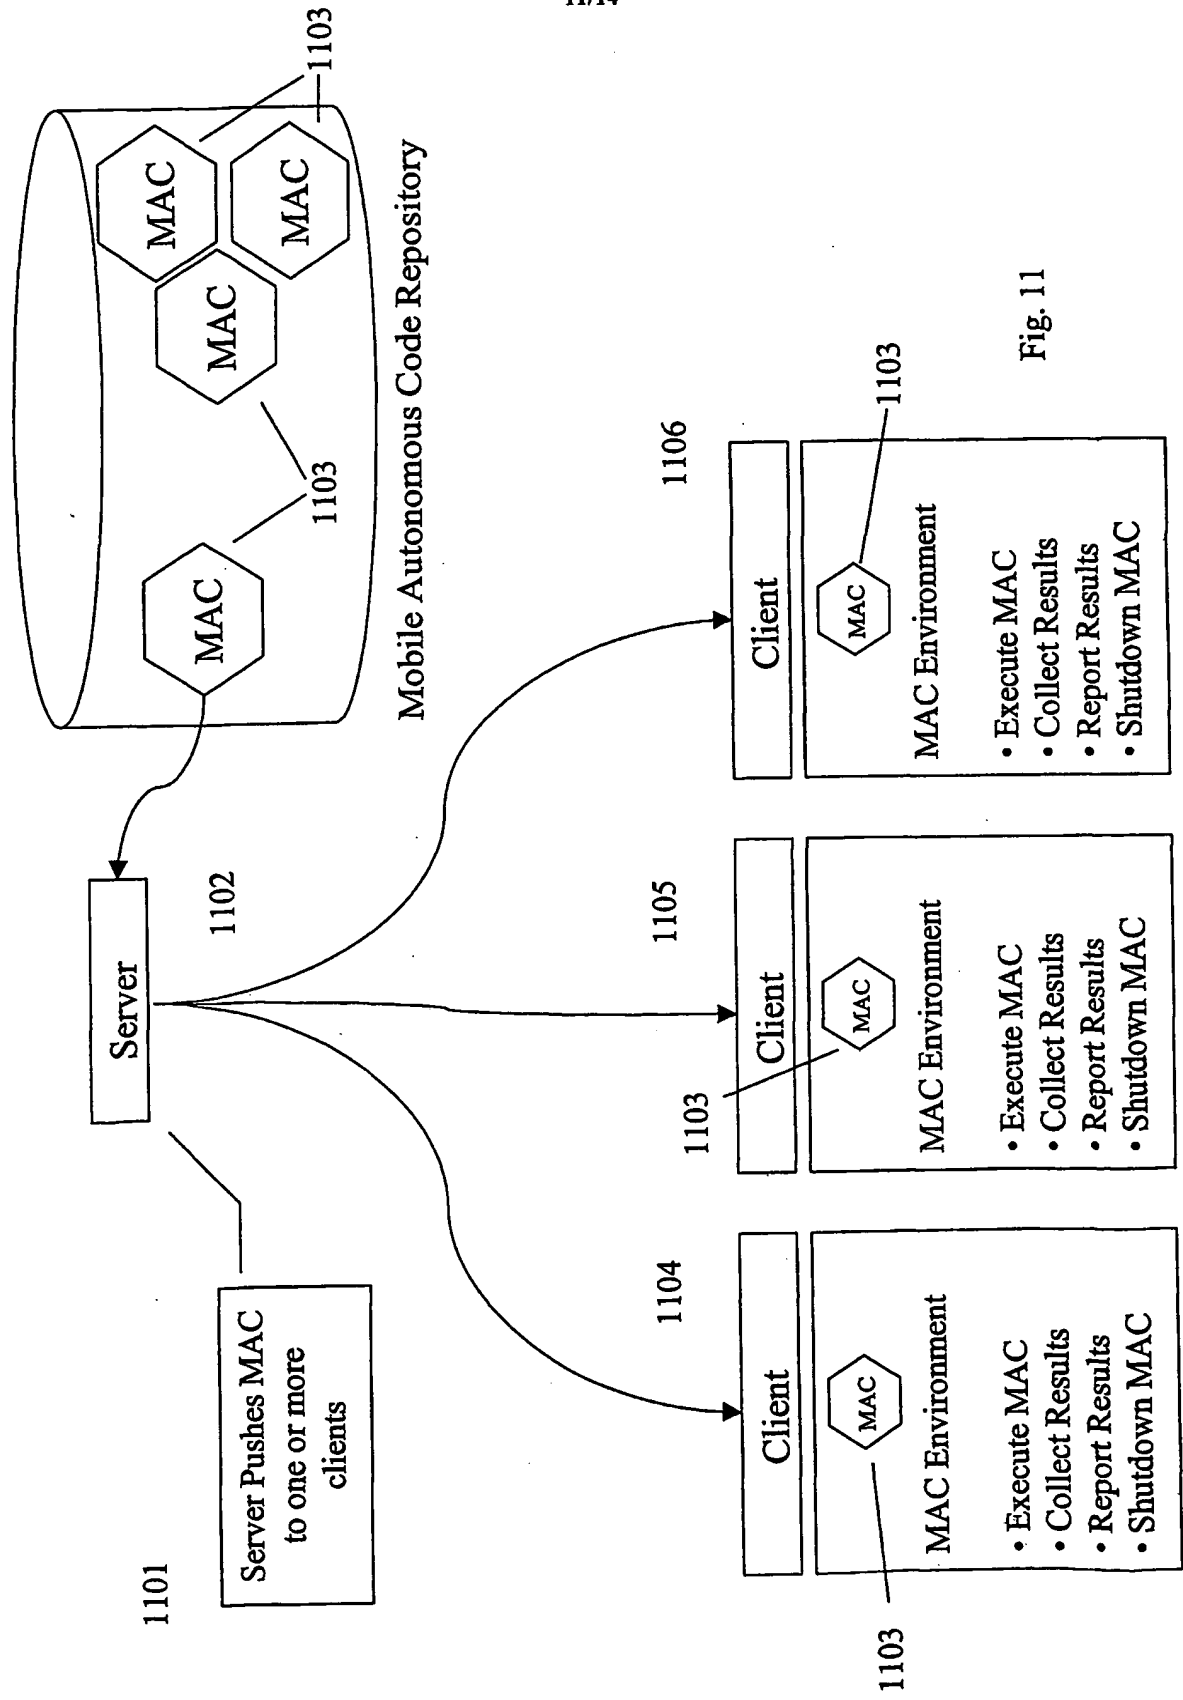 11/14
1101
Server Pushes MAC
to one or more
clients
Server
1102
MAC
MAC
MAC
MAC
1103
1103
Mobile Autonomous Code Repository
1104
Client
MAC
1103
MAC Environment
• Execute MAC
• Collect Results
• Report Results
• Shutdown MAC
1105
Client
MAC
1103
MAC Environment
• Execute MAC
• Collect Results
• Report Results
• Shutdown MAC
1106
Client
MAC
1103
MAC Environment
• Execute MAC
• Collect Results
• Report Results
• Shutdown MAC
Fig. 11